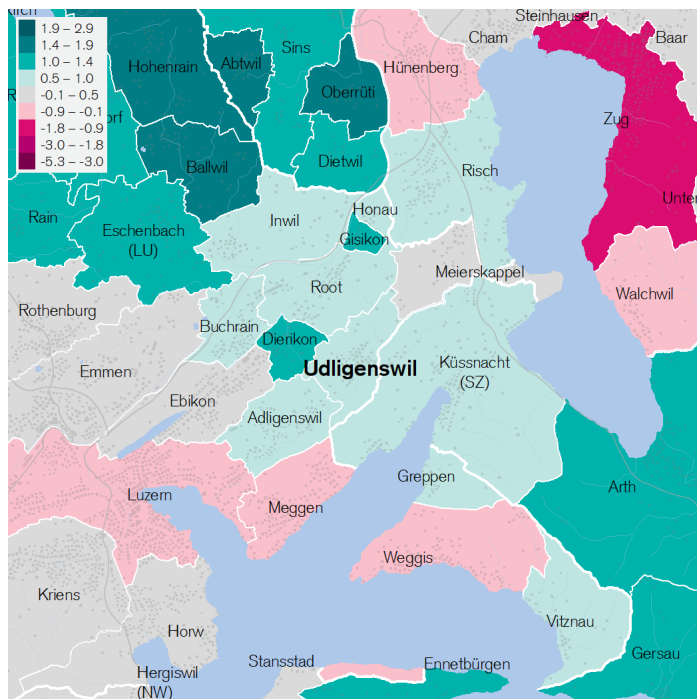 1.9 – 2.9
1.4 – 1.9
1.0 – 1.4
0.5 – 1.0
-0.1 – 0.5
-0.9 – -0.1
-1.8 – -0.9
-3.0 – -1.8
-5.3 – -3.0
Steinhausen
Cham
Baar
Sins
Abtwil
Hohenrain
Hünenberg
Oberrüti
Zug
Dietwil
Ballwil
Risch
Unter
Honau
Inwil
Gisikon
Rain
Eschenbach
(LU)
Meierskappel
Root
Walchwil
Rothenburg
Buchrain
Dierikon
Udligenswil
Küssnacht
(SZ)
Emmen
Ebikon
Adligenswil
Greppen
Arth
Luzern
Meggen
Weggis
Kriens
Horw
Vitznau
Gersau
Stansstad
Ennetbürgen
Hergiswil
(NW)